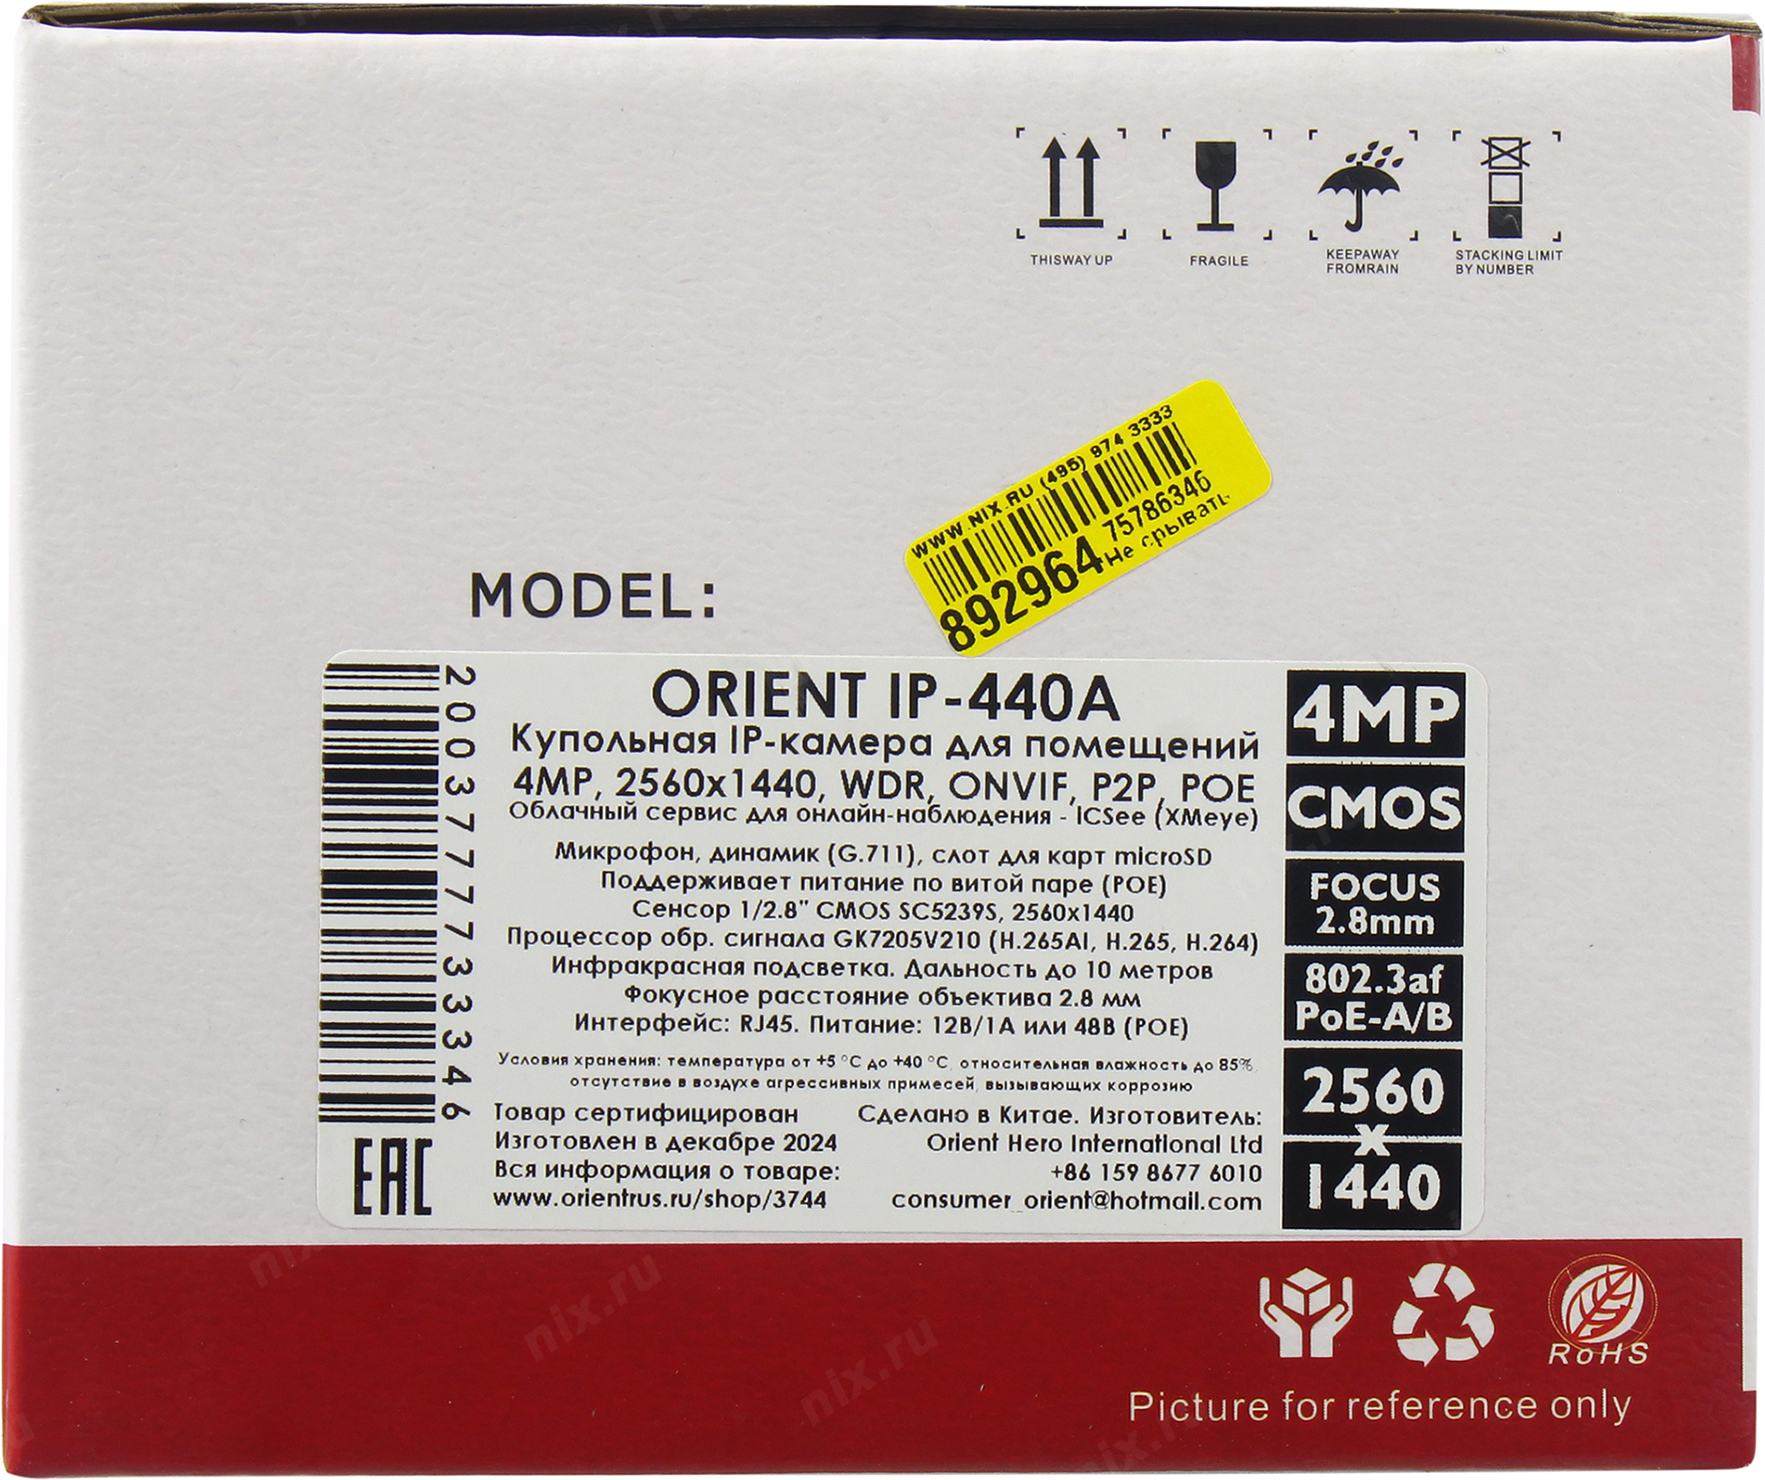 THISWAY UP
FRAGILE
KEEPAWAY
FROMRAIN
STACKING LIMIT
BY NUMBER
WWW.NIX.RU (495) 974 3333
75786346
892964
Не срывать
MODEL:
2003777733346
ORIENT IP-440A
Купольная IP-камера для помещений
4MP, 2560x1440, WDR, ONVIF, P2P, POE
Облачный сервис для онлайн-наблюдения - ICSee (XMeye)
Микрофон, динамик (G.711), слот для карт microSD
Поддерживает питание по витой паре (POE)
Сенсор 1/2.8" CMOS SC5239S, 2560x1440
Процессор обр. сигнала GK7205V210 (H.265AI, H.265, H.264)
Инфракрасная подсветка. Дальность до 10 метров
Фокусное расстояние объектива 2.8 мм
Интерфейс: RJ45. Питание: 12В/1А или 48В (POE)
Условия хранения: температура от +5 °C до +40 °C, относительная влажность до 85%,
отсутствие в воздухе агрессивных примесей, вызывающих коррозию
Товар сертифицирован
Изготовлен в декабре 2024
Вся информация о товаре:
www.orientrus.ru/shop/3744
Сделано в Китае. Изготовитель:
Orient Hero International Ltd
+86 159 8677 6010
consumer_orient@hotmail.com
EAC
4MP
CMOS
FOCUS
2.8mm
802.3af
PoE-A/B
2560
x
1440
RoHS
Picture for reference only
nix.ru
nix.ru